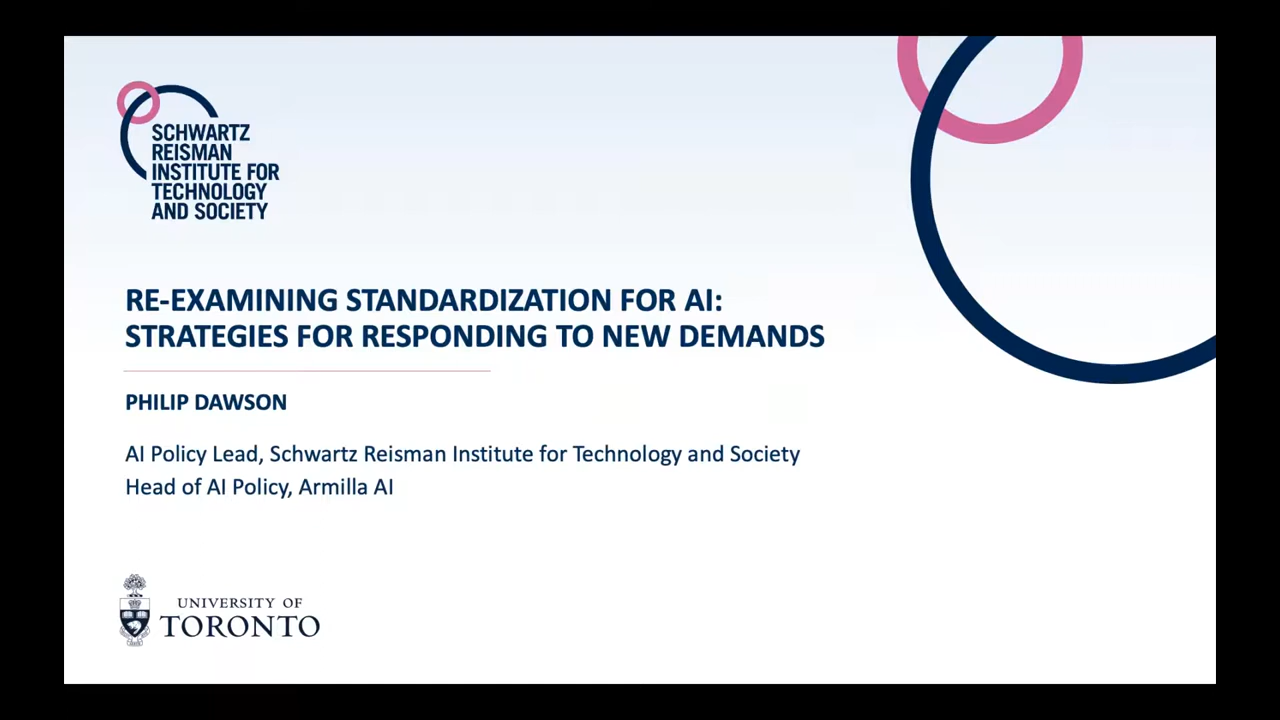 SCHWARTZ
REISMAN
INSTITUTE FOR
TECHNOLOGY
AND SOCIETY
RE-EXAMINING STANDARDIZATION FOR AI:
STRATEGIES FOR RESPONDING TO NEW DEMANDS
PHILIP DAWSON
AI Policy Lead, Schwartz Reisman Institute for Technology and Society
Head of AI Policy, Armilla AI
UNIVERSITY OF
TORONTO